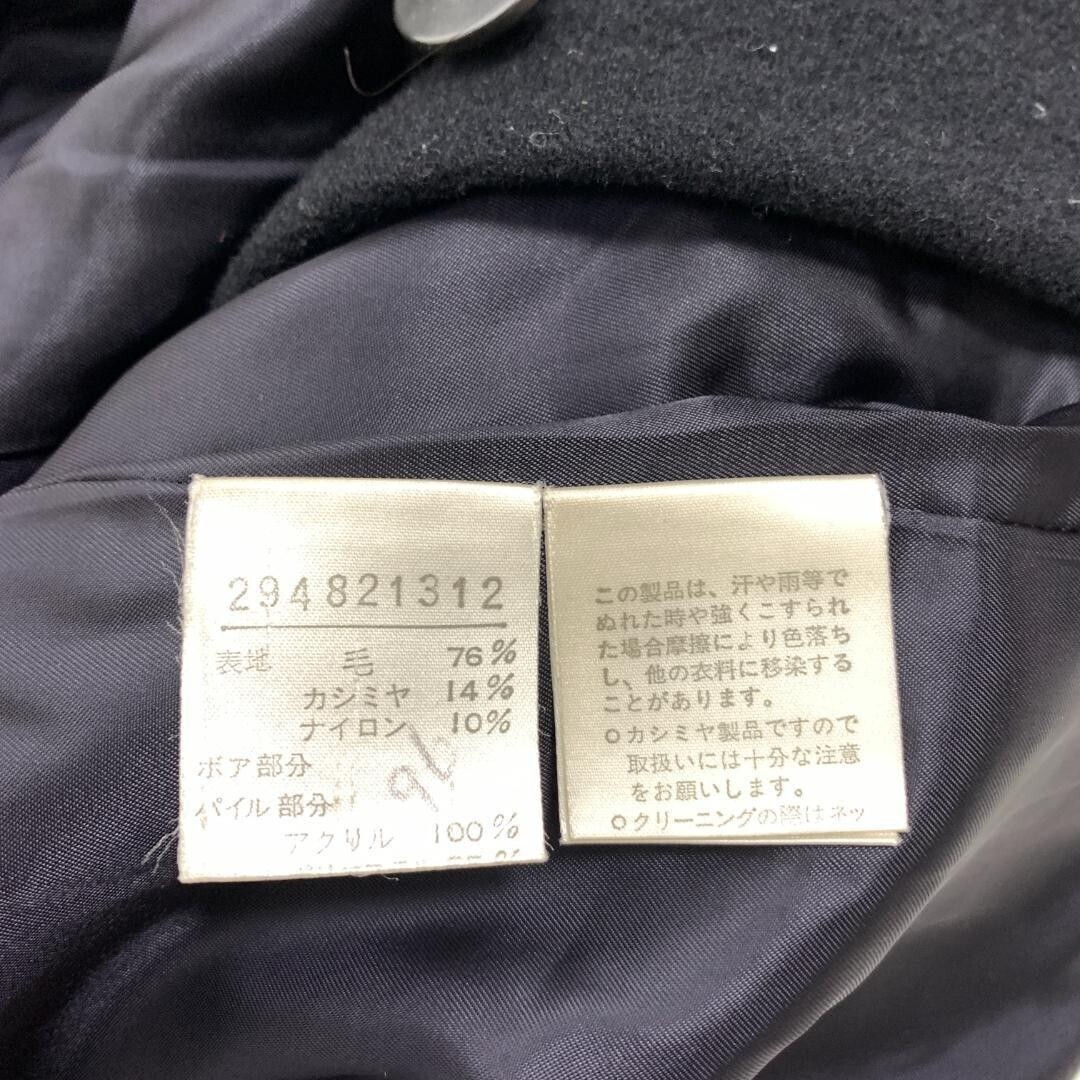 294821312
表地 毛 76%
カシミヤ 14%
ナイロン 10%
ボア部分
パイル部分
アクリル 100%
この製品は、汗や雨等で
ぬれた時や強くこすられ
た場合摩擦により色落ち
し、他の衣料に移染する
ことがあります。
○カシミヤ製品ですので
取扱いには十分な注意
をお願いします。
○クリーニングの際はネッ